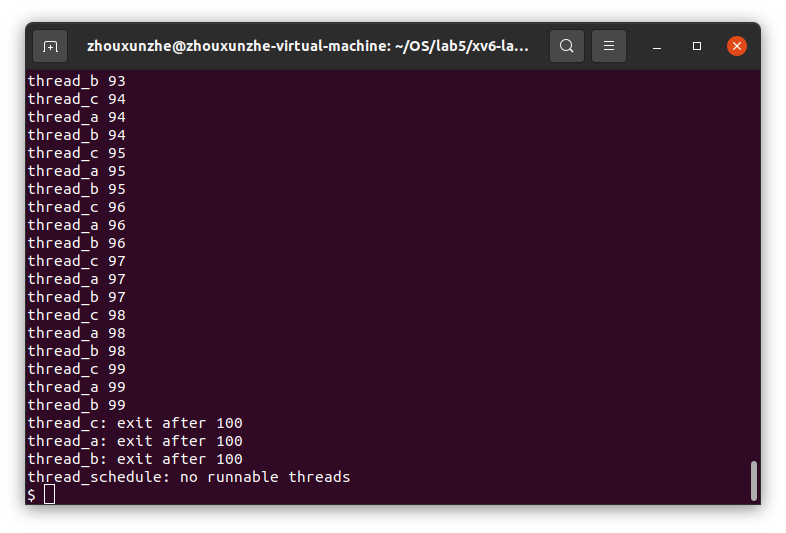 zhouxunzhe@zhouxunzhe-virtual-machine: ~/OS/lab5/xv6-la...
thread_b 93
thread_c 94
thread_a 94
thread_b 94
thread_c 95
thread_a 95
thread_b 95
thread_c 96
thread_a 96
thread_b 96
thread_c 97
thread_a 97
thread_b 97
thread_c 98
thread_a 98
thread_b 98
thread_c 99
thread_a 99
thread_b 99
thread_c: exit after 100
thread_a: exit after 100
thread_b: exit after 100
thread_schedule: no runnable threads
$